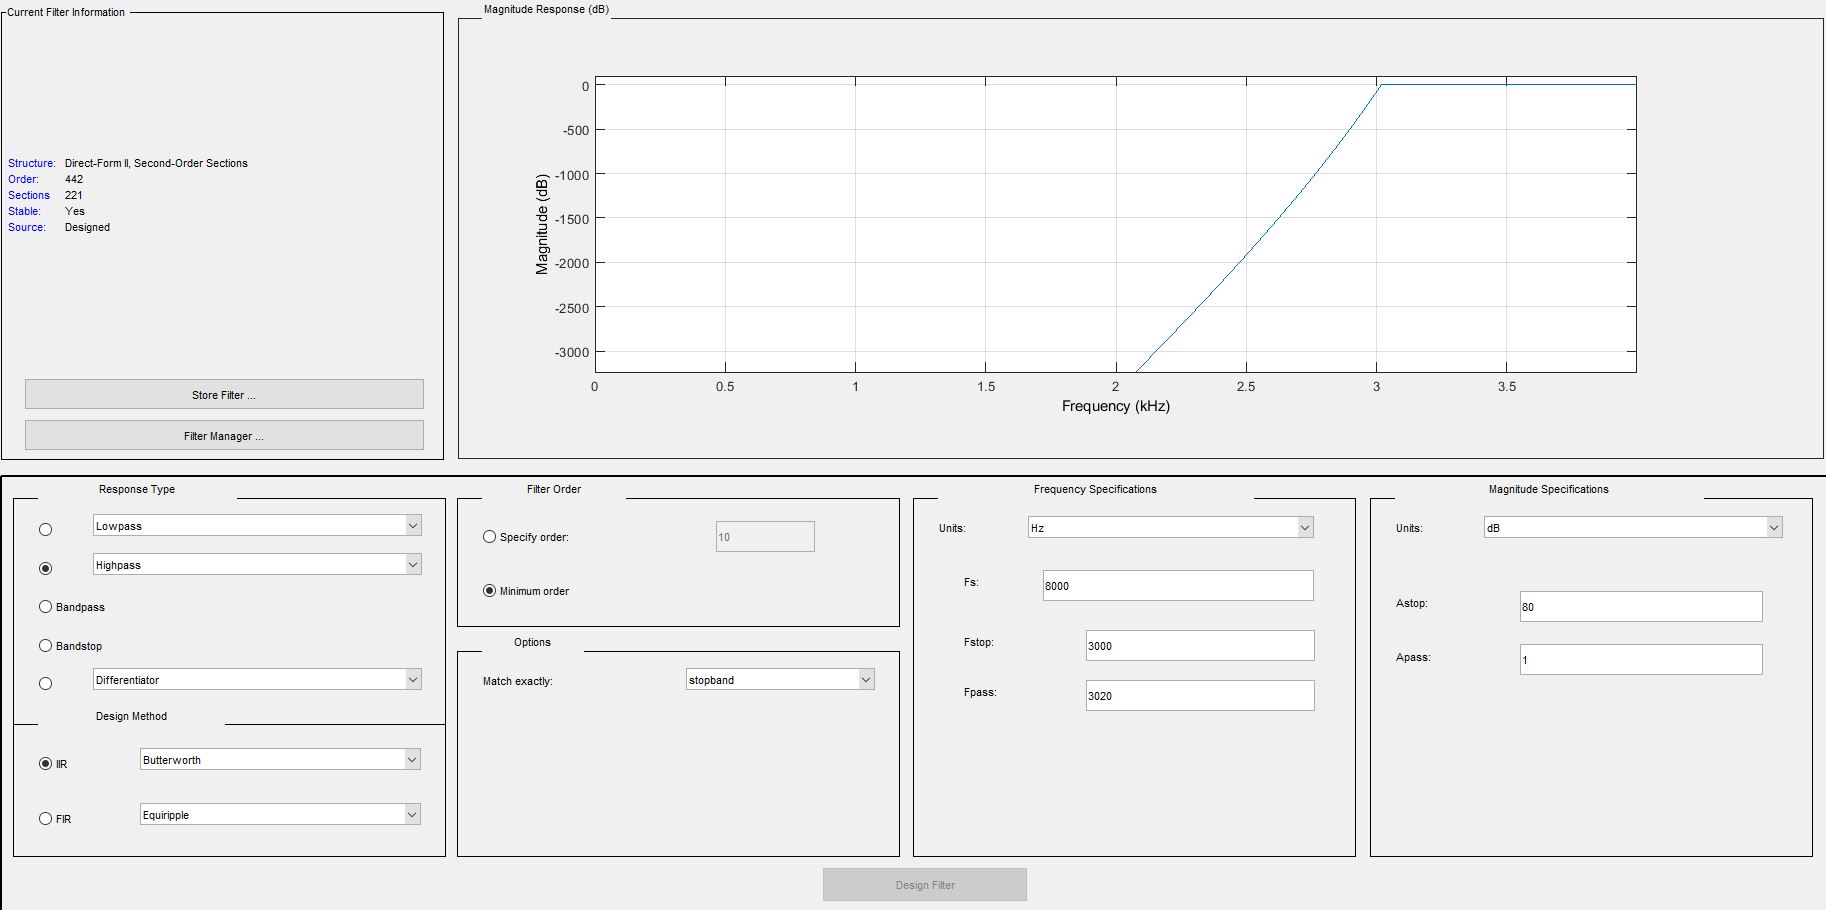 Current Filter Information
Structure: Direct-Form II, Second-Order Sections
Order: 442
Sections 221
Stable: Yes
Source: Designed
Store Filter ...
Filter Manager ...
Magnitude Response (dB)
0
-500
-1000
-1500
-2000
-2500
-3000
Magnitude (dB)
0 0.5 1 1.5 2 2.5 3 3.5
Frequency (kHz)
Response Type
Lowpass
Highpass
Bandpass
Bandstop
Differentiator
Design Method
IIR Butterworth
FIR Equiripple
Filter Order
Specify order: 10
Minimum order
Options
Match exactly: stopband
Frequency Specifications
Units: Hz
Fs: 8000
Fstop: 3000
Fpass: 3020
Magnitude Specifications
Units: dB
Astop: 80
Apass: 1
Design Filter